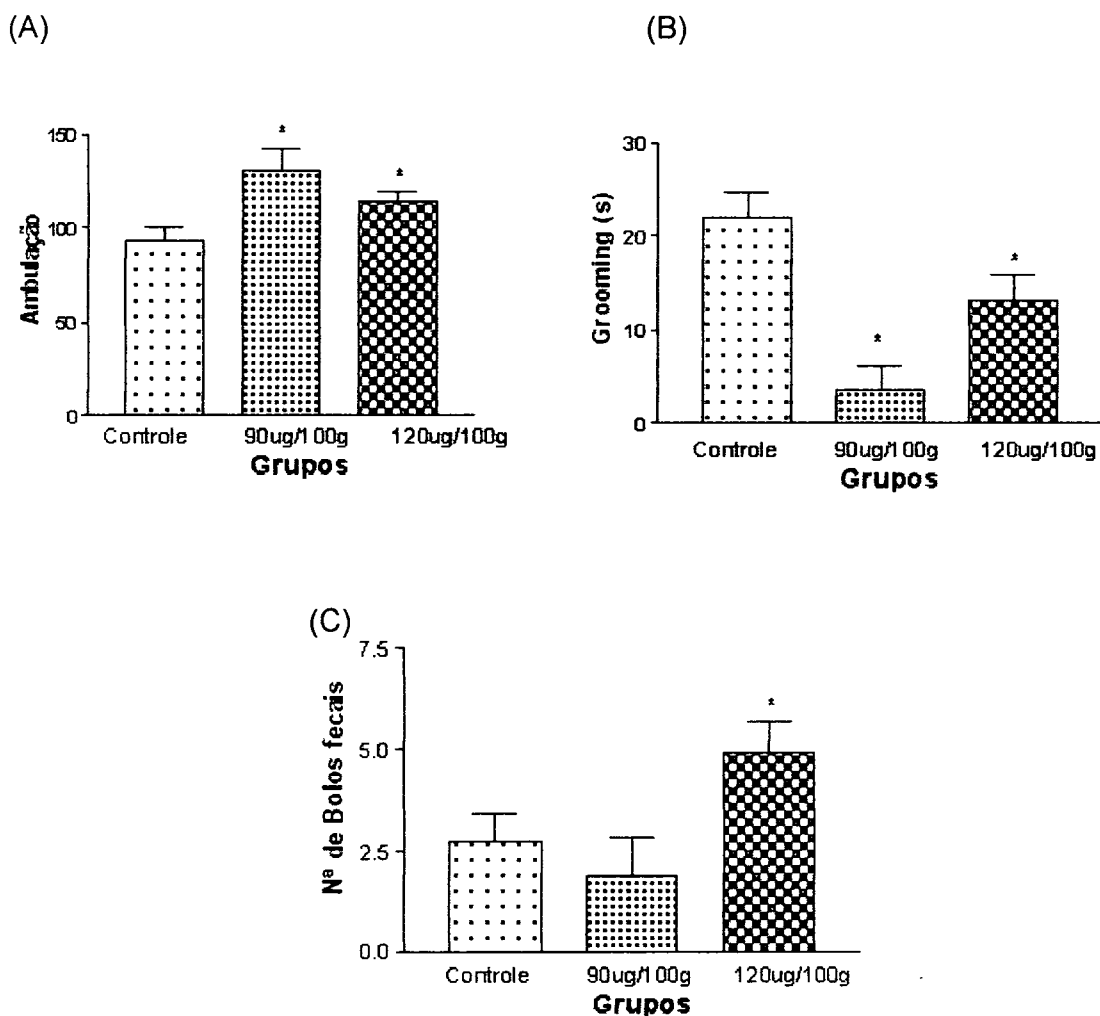 (A)
Ambulação
150
100
50
0
*
*
Controle 90ug/100g 120ug/100g
Grupos
(B)
Grooming (s)
30
20
10
0
*
*
Controle 90ug/100g 120ug/100g
Grupos
(C)
Nª de Bolos fecais
7.5
5.0
2.5
0.0
*
Controle 90ug/100g 120ug/100g
Grupos